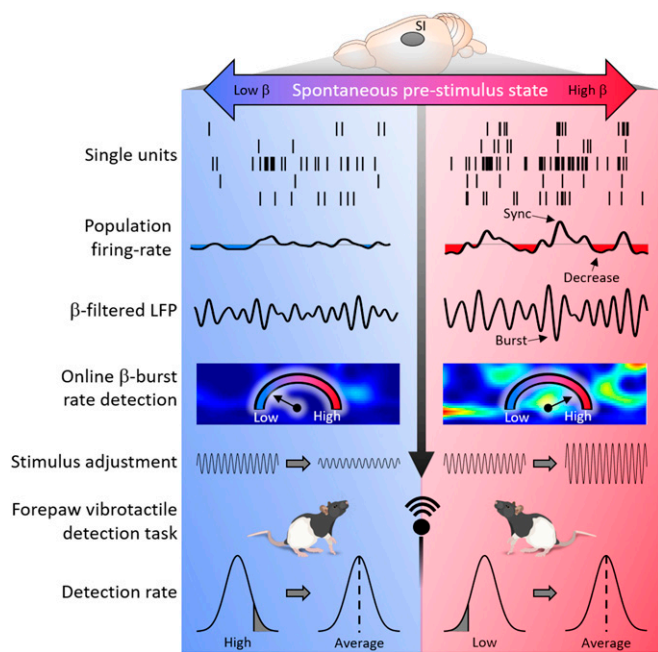 SI
Low β
Spontaneous pre-stimulus state
High β
Single units
Population
firing-rate
Sync
Decrease
β-filtered LFP
Burst
Online β-burst
rate detection
Low
High
Low
High
Stimulus adjustment
Forepaw vibrotactile
detection task
Detection rate
High
Average
Low
Average